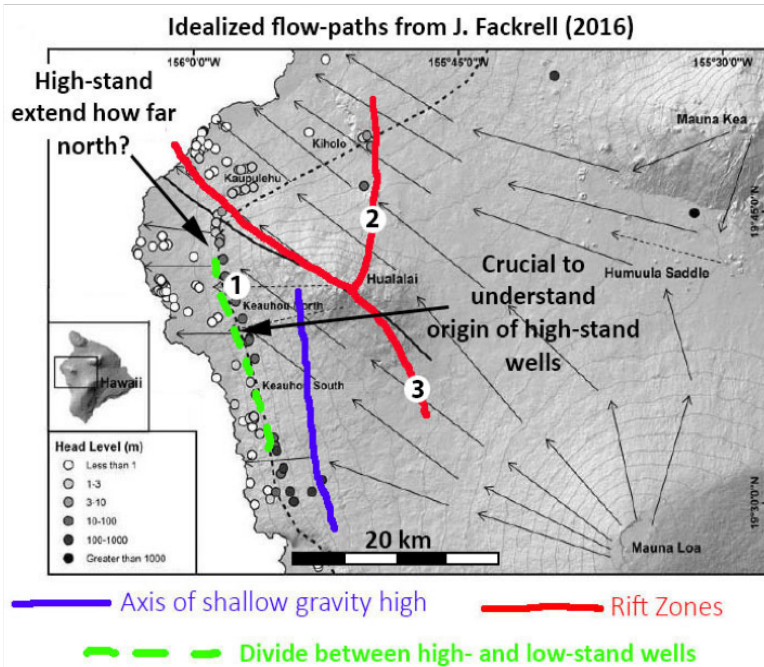 Idealized flow-paths from J. Fackrell (2016)
156°0'0"W
155°45'0"W
155°30'0"W
High-stand
extend how far
north?
Mauna Kea
Kiholo
Kaupulehu
19°45'0"N
2
Hualalai
Humuula Saddle
Crucial to
understand
origin of high-stand
wells
1
Keauhou North
Hawaii
Keauhou South
3
Head Level (m)
Less than 1
1-3
3-10
10-100
100-1000
Greater than 1000
19°30'0"N
20 km
Mauna Loa
Axis of shallow gravity high
Rift Zones
Divide between high- and low-stand wells